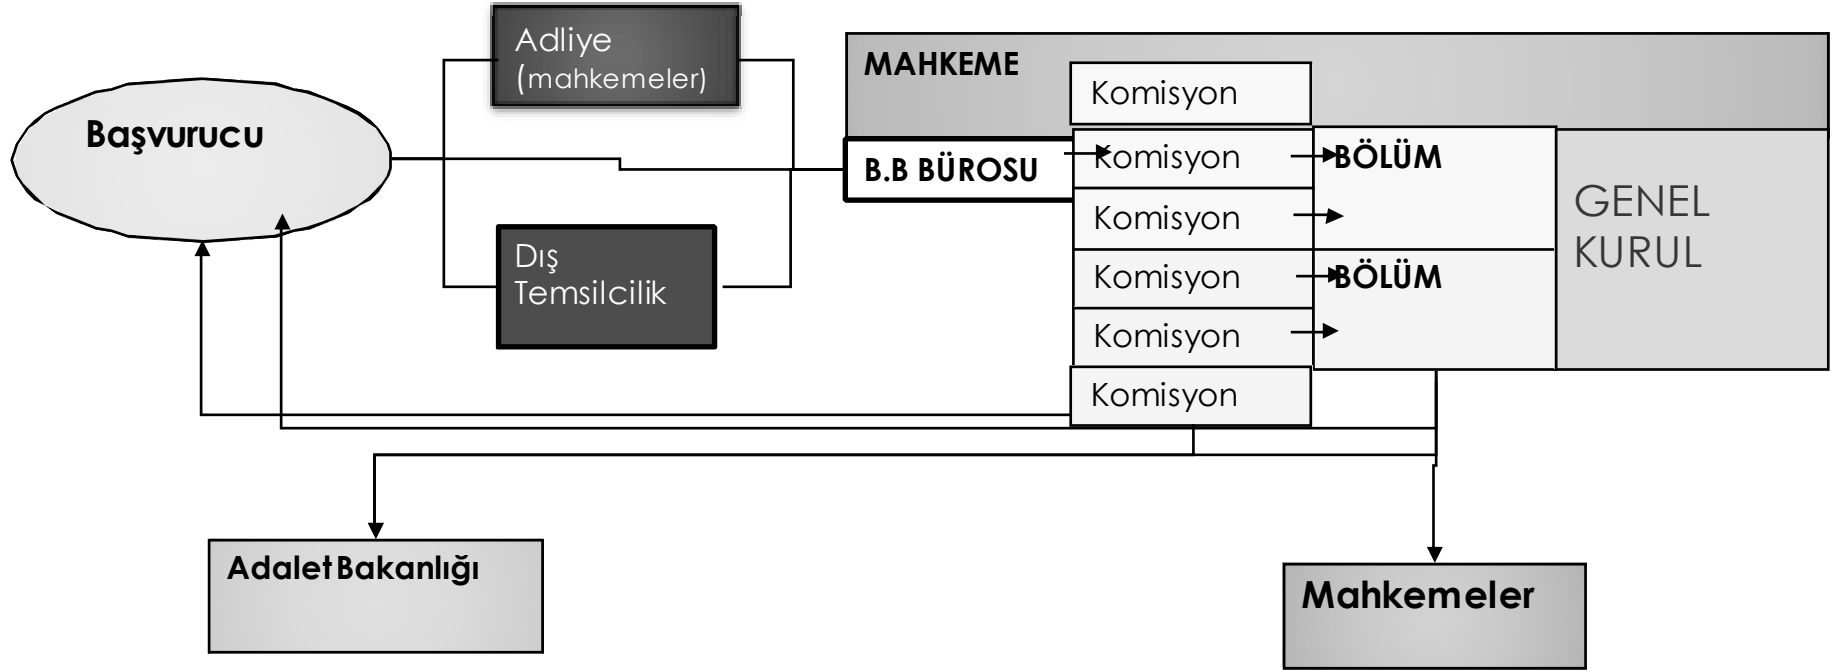 Başvurucu
Adliye
(mahkemeler)
Dış
Temsilcilik
MAHKEME
B.B BÜROSU
Komisyon
Komisyon
Komisyon
Komisyon
Komisyon
Komisyon
BÖLÜM
BÖLÜM
GENEL
KURUL
Adalet Bakanlığı
Mahkemeler